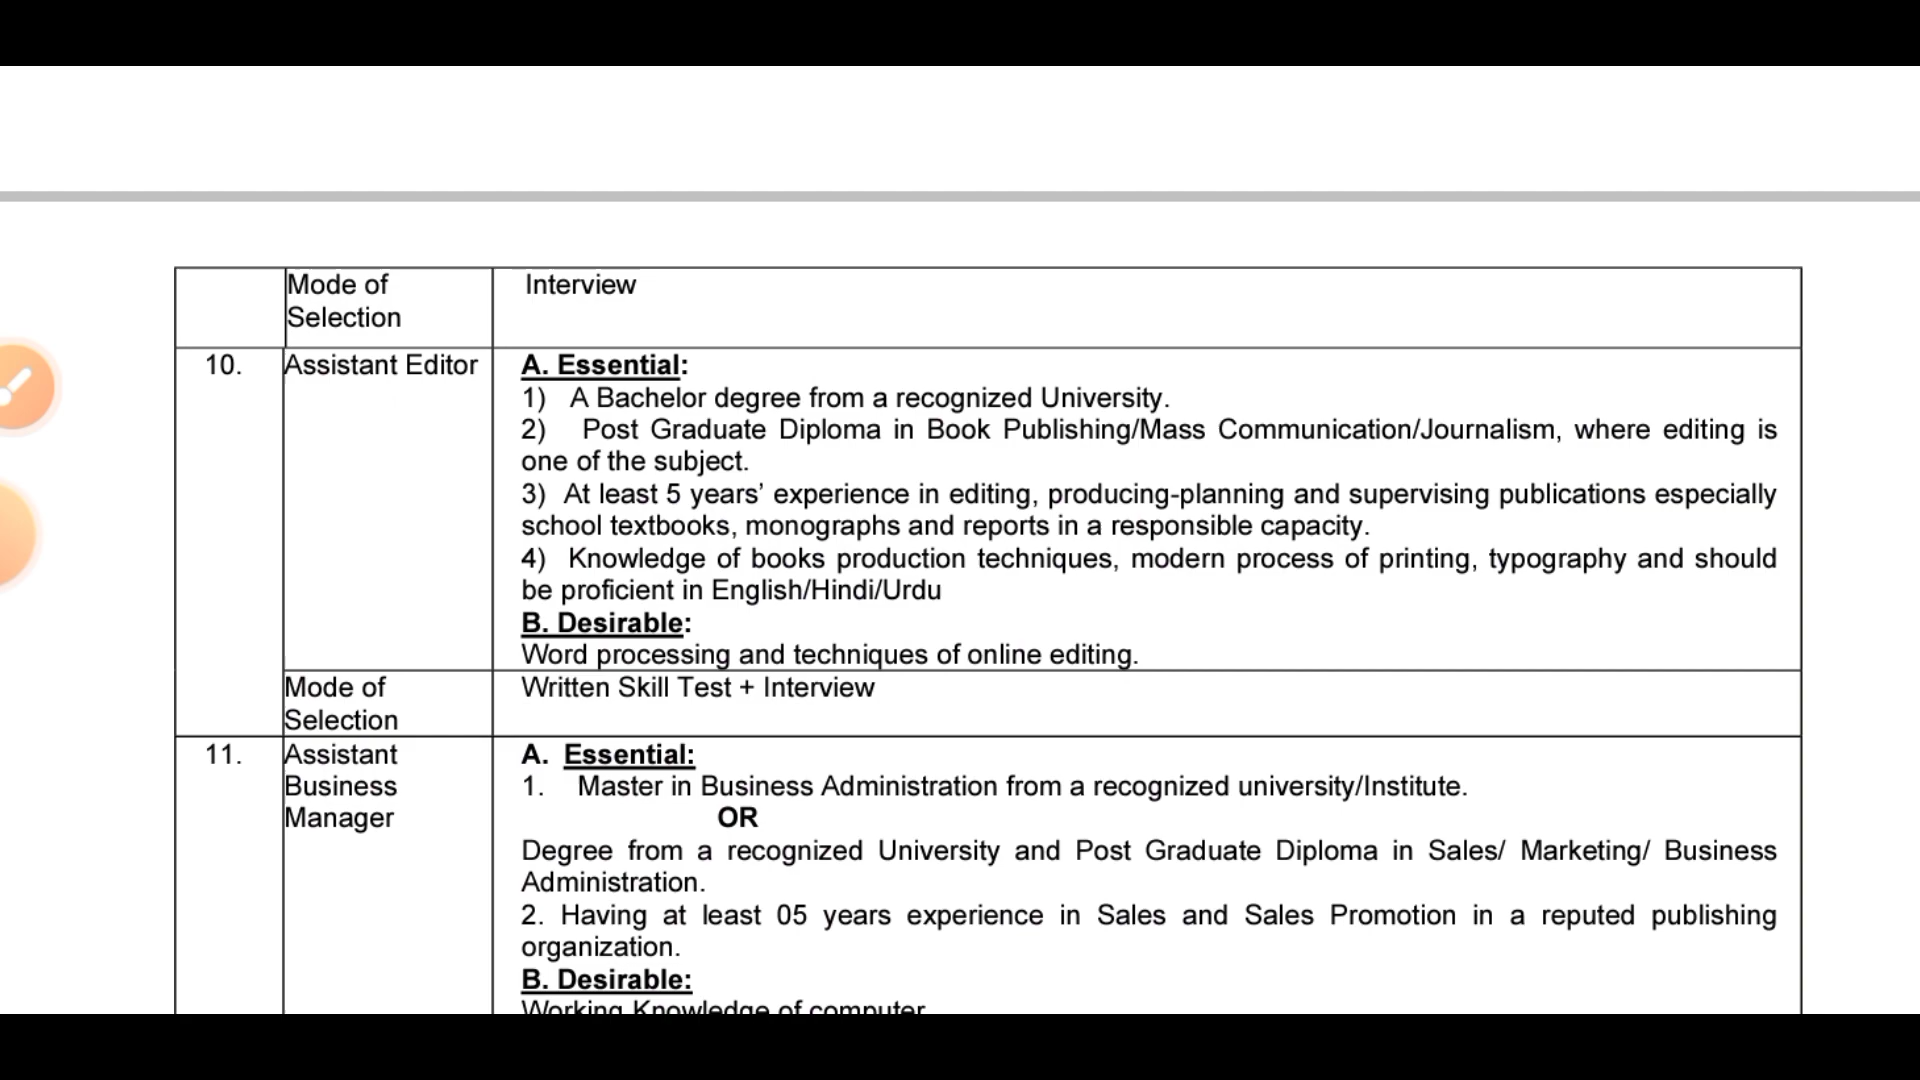 Mode of
Selection
Interview
10.
Assistant Editor
A. Essential:
1) A Bachelor degree from a recognized University.
2) Post Graduate Diploma in Book Publishing/Mass Communication/Journalism, where editing is
one of the subject.
3) At least 5 years’ experience in editing, producing-planning and supervising publications especially
school textbooks, monographs and reports in a responsible capacity.
4) Knowledge of books production techniques, modern process of printing, typography and should
be proficient in English/Hindi/Urdu
B. Desirable:
Word processing and techniques of online editing.
Mode of
Selection
Written Skill Test + Interview
11.
Assistant
Business
Manager
A. Essential:
1. Master in Business Administration from a recognized university/Institute.
OR
Degree from a recognized University and Post Graduate Diploma in Sales/ Marketing/ Business
Administration.
2. Having at least 05 years experience in Sales and Sales Promotion in a reputed publishing
organization.
B. Desirable:
Working Knowledge of computer